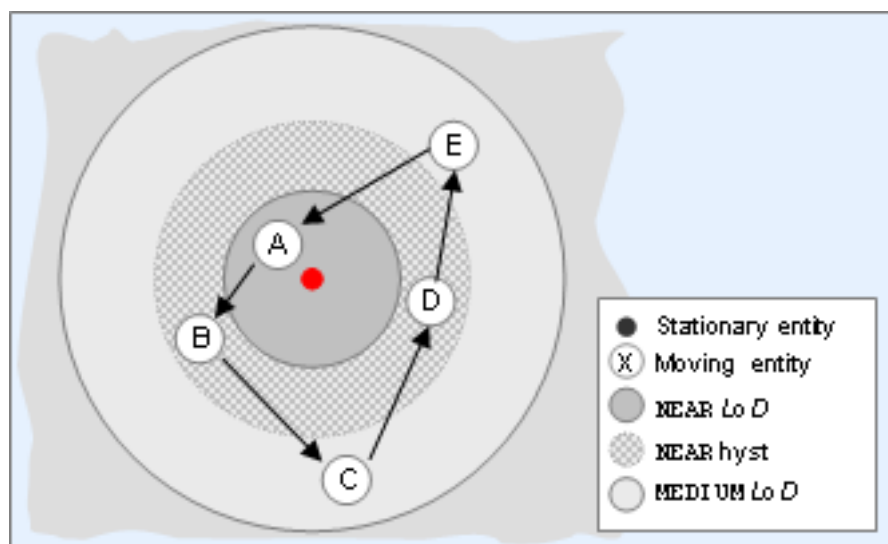 E
A
D
B
C
Stationary entity
X Moving entity
NEAR LoD
NEAR hyst
MEDIUM LoD